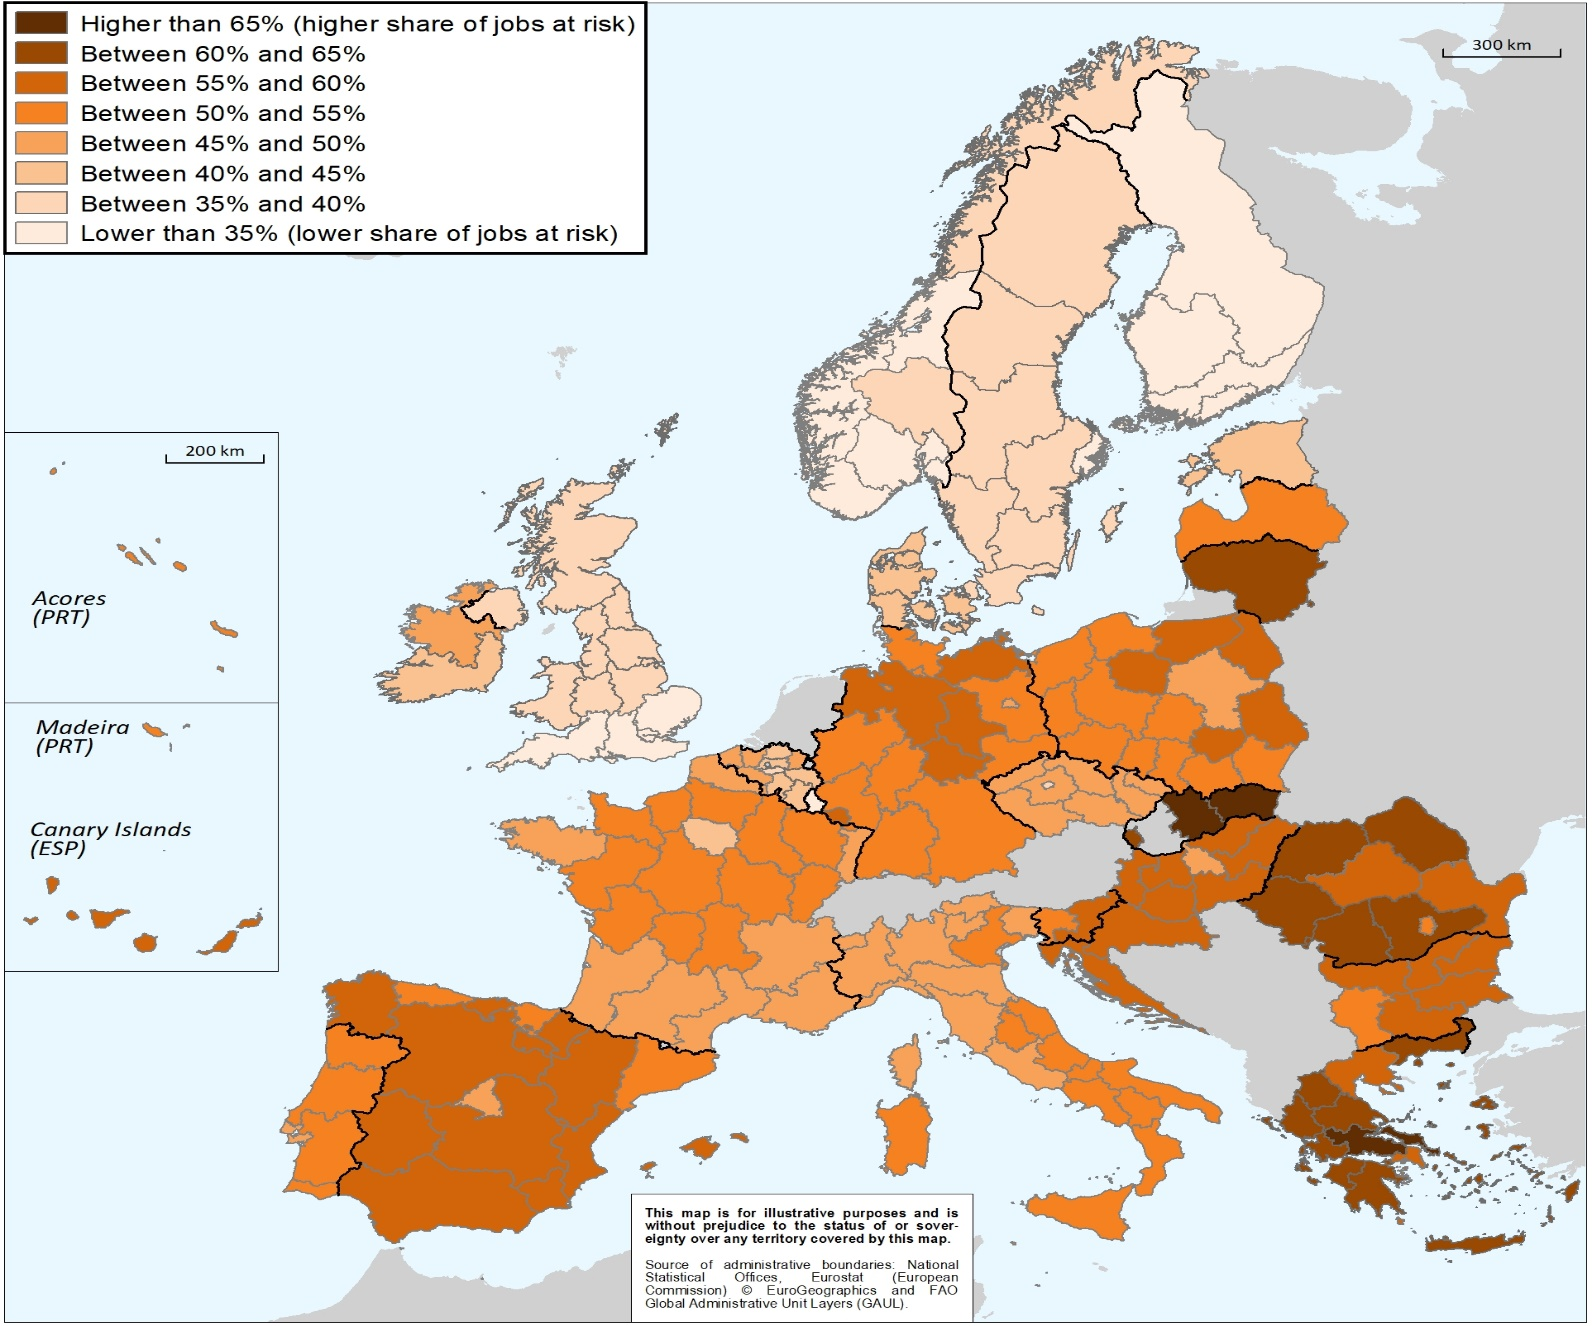 Higher than 65% (higher share of jobs at risk)
Between 60% and 65%
Between 55% and 60%
Between 50% and 55%
Between 45% and 50%
Between 40% and 45%
Between 35% and 40%
Lower than 35% (lower share of jobs at risk)
300 km
200 km
Acores
(PRT)
Madeira
(PRT)
Canary Islands
(ESP)
This map is for illustrative purposes and is
without prejudice to the status of or sover-
eignty over any territory covered by this map.
Source of administrative boundaries: National
Statistical Offices, Eurostat (European
Commission) © EuroGeographics and FAO
Global Administrative Unit Layers (GAUL).